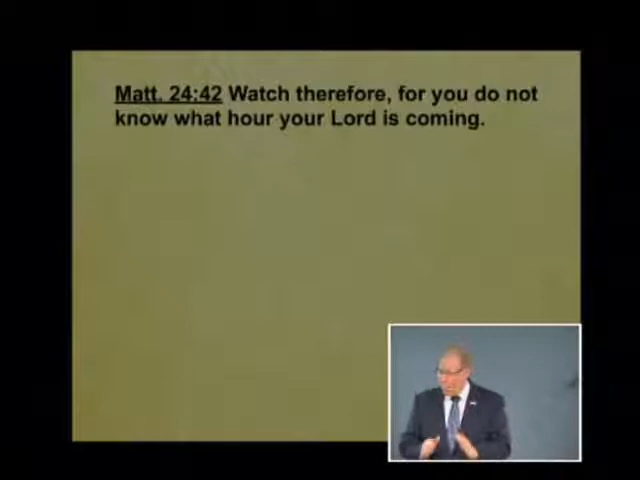 Matt. 24:42 Watch therefore, for you do not
know what hour your Lord is coming.